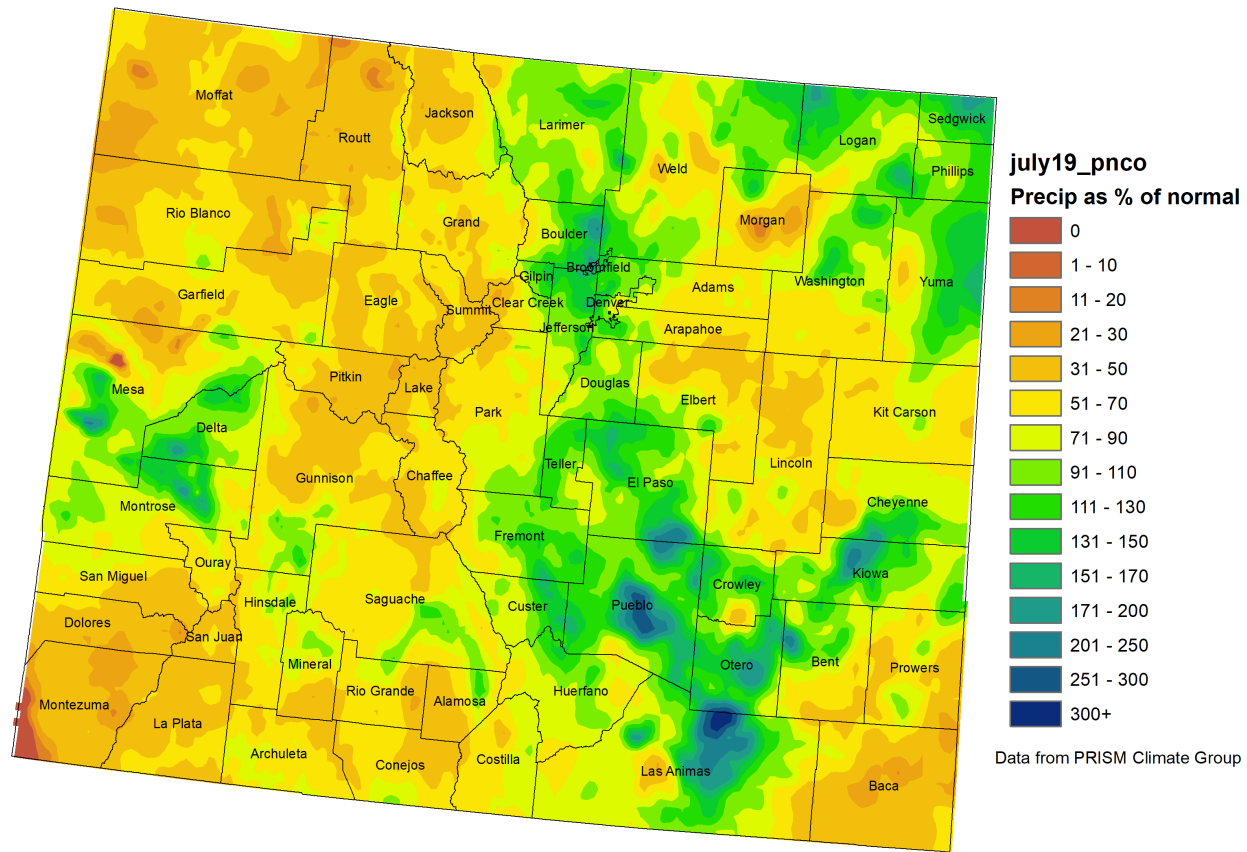 july19_pnco
Precip as % of normal
0
1 - 10
11 - 20
21 - 30
31 - 50
51 - 70
71 - 90
91 - 110
111 - 130
131 - 150
151 - 170
171 - 200
201 - 250
251 - 300
300+
Data from PRISM Climate Group
Moffat
Routt
Jackson
Larimer
Weld
Logan
Sedgwick
Phillips
Rio Blanco
Grand
Boulder
Morgan
Broomfield
Gilpin
Washington
Yuma
Garfield
Eagle
Summit
Clear Creek
Denver
Adams
Jefferson
Arapahoe
Mesa
Pitkin
Lake
Park
Douglas
Elbert
Kit Carson
Delta
Gunnison
Chaffee
Teller
El Paso
Lincoln
Cheyenne
Montrose
Fremont
Ouray
San Miguel
Hinsdale
Saguache
Custer
Pueblo
Crowley
Kiowa
Dolores
San Juan
Mineral
Otero
Bent
Prowers
Montezuma
La Plata
Rio Grande
Alamosa
Huerfano
Archuleta
Conejos
Costilla
Las Animas
Baca